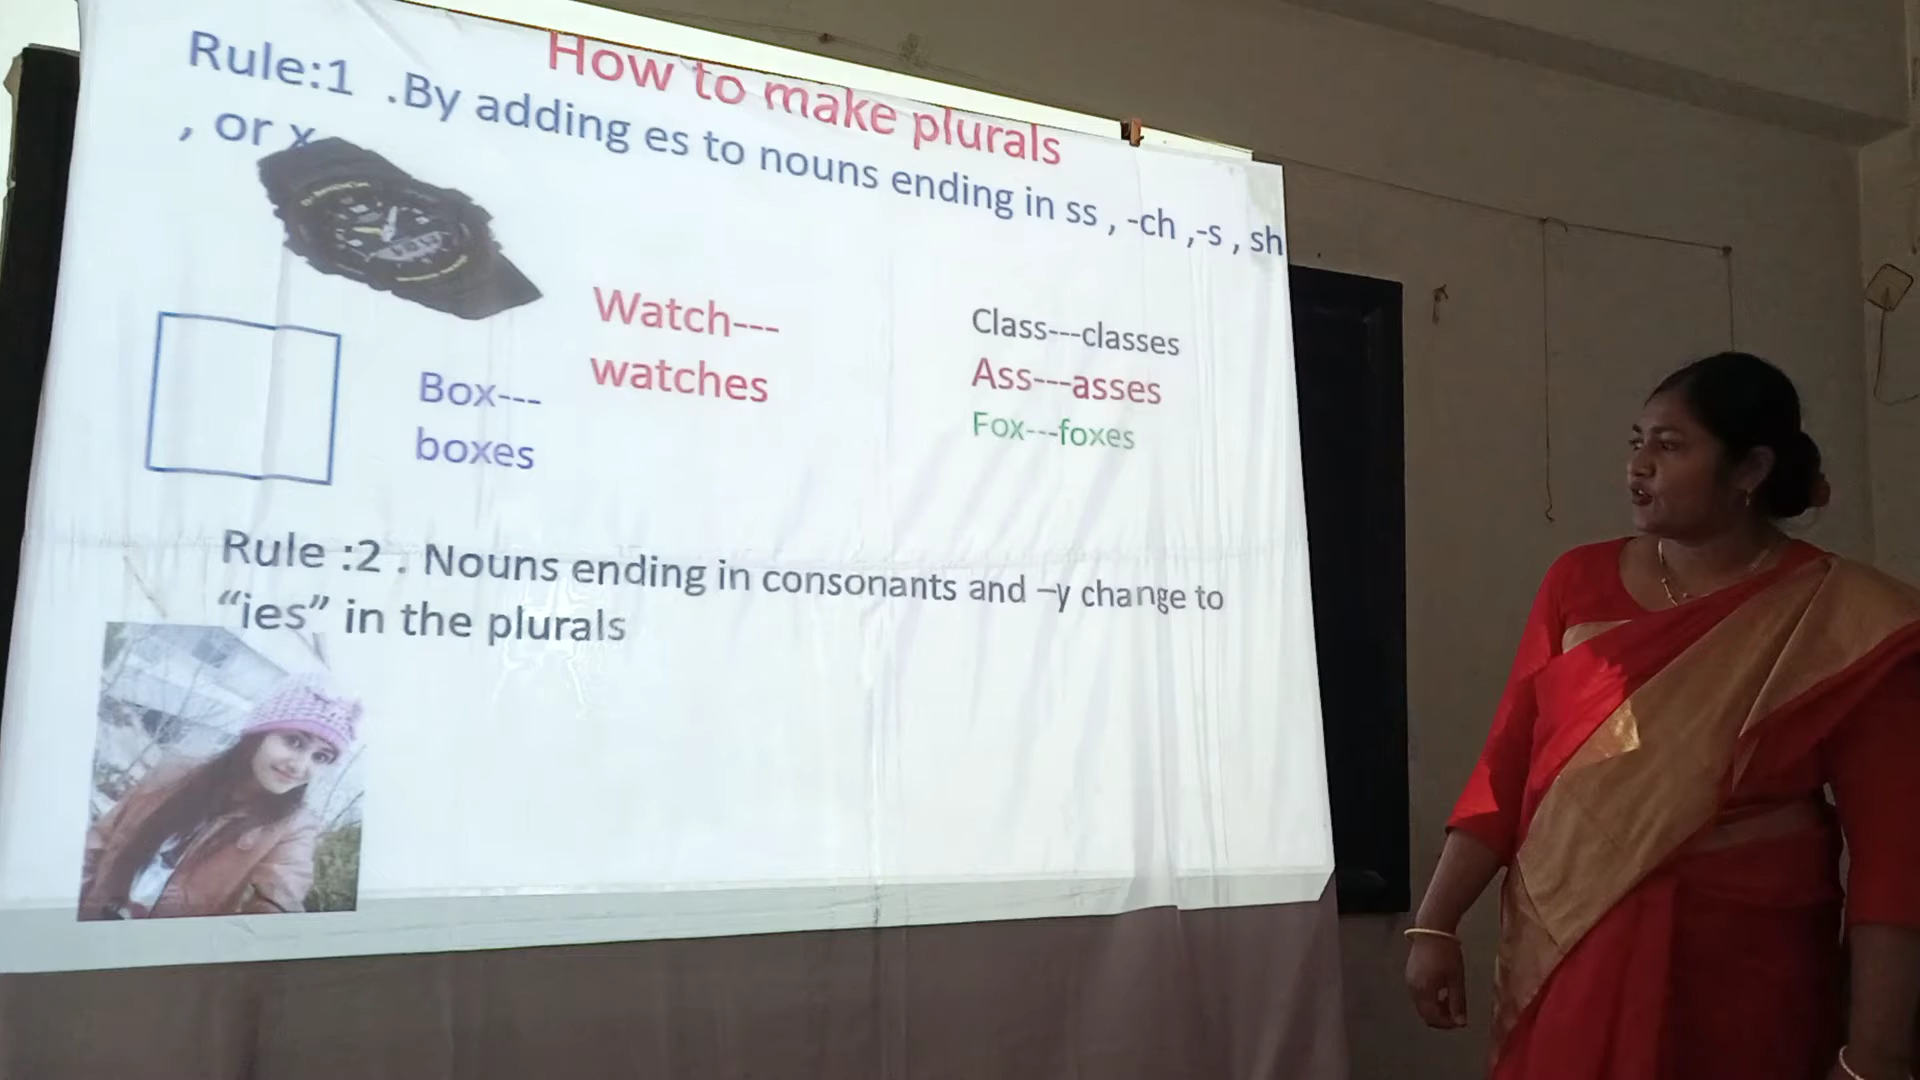 How to make plurals
Rule:1 .By adding es to nouns ending in ss , -ch ,-s , sh
, or x
Watch---
watches
Box---
boxes
Class---classes
Ass---asses
Fox---foxes
Rule :2 . Nouns ending in consonants and –y change to
“ies” in the plurals